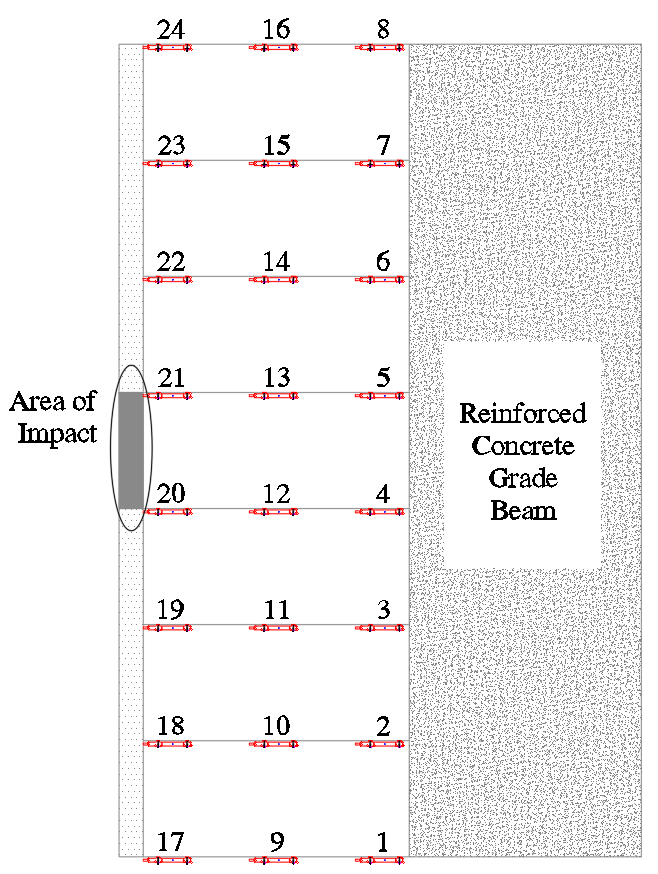 24 16 8
23 15 7
22 14 6
21 13 5
Area of
Impact
Reinforced
Concrete
Grade
Beam
20 12 4
19 11 3
18 10 2
17 9 1